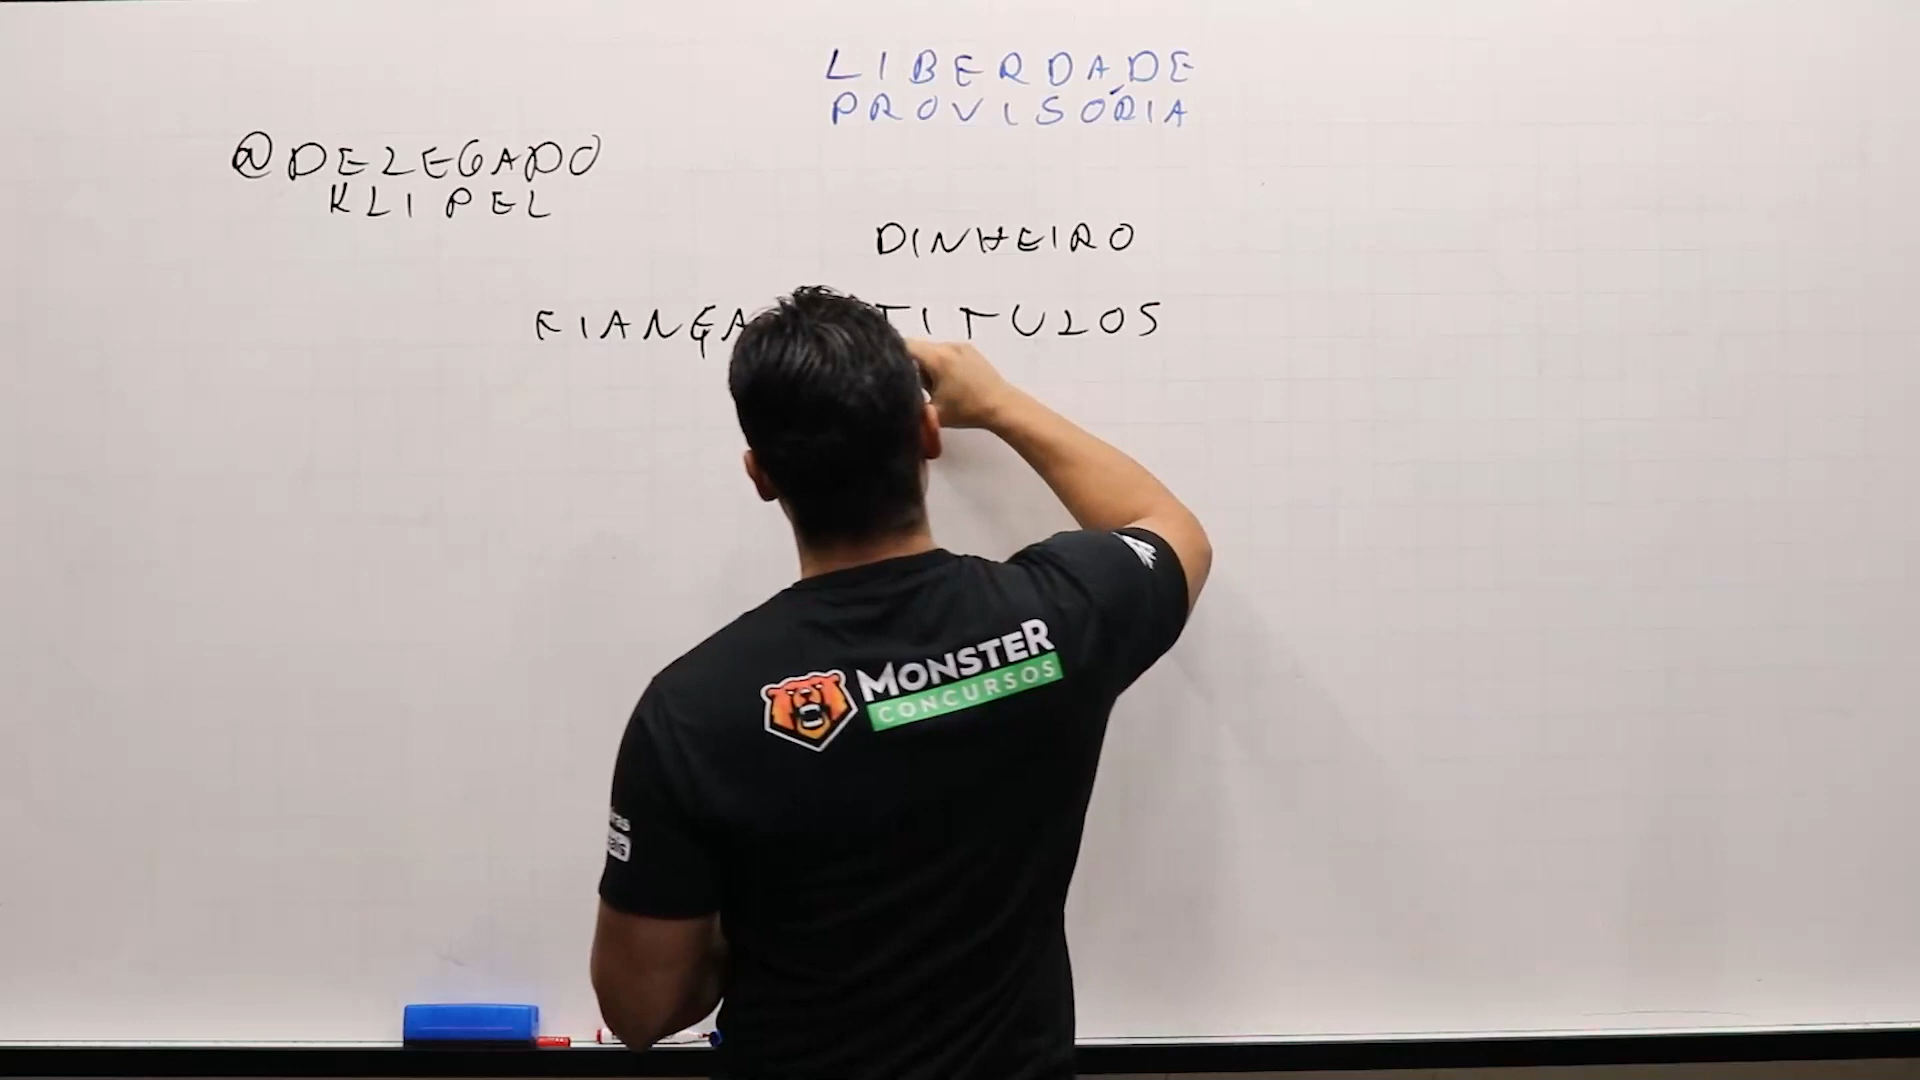 LIBERDADE
PROVISÓRIA
@DELEGADO
KLIPEL
DINHEIRO
FIANÇA TITULOS
MONSTER
CONCURSOS